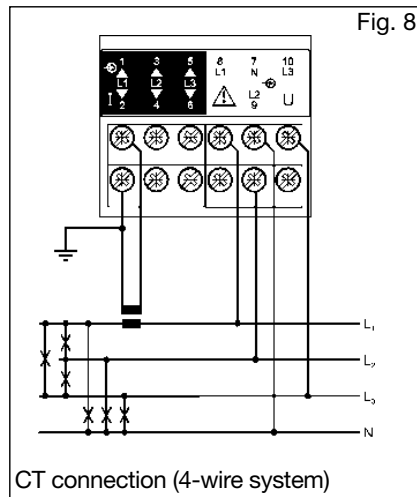 Fig. 8
1 3 5 8 7 10
L1 N L3
L1 L2 L3
L2
I 2 4 6 9 U
L1
L2
L3
N
CT connection (4-wire system)